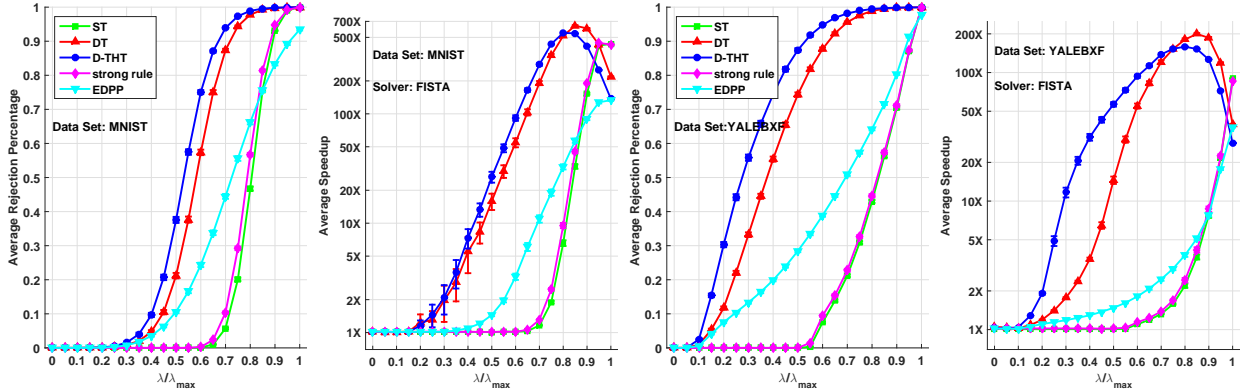 Average Rejection Percentage
1
0.9
0.8
0.7
0.6
0.5
0.4
0.3
0.2
0.1
0
ST
DT
D-THT
strong rule
EDPP
Data Set: MNIST
0 0.1 0.2 0.3 0.4 0.5 0.6 0.7 0.8 0.9 1
λ/λmax
Average Speedup
700X
500X
200X
100X
50X
20X
10X
5X
2X
1X
Data Set: MNIST
Solver: FISTA
0 0.1 0.2 0.3 0.4 0.5 0.6 0.7 0.8 0.9 1
λ/λmax
Average Rejection Percentage
1
0.9
0.8
0.7
0.6
0.5
0.4
0.3
0.2
0.1
0
ST
DT
D-THT
strong rule
EDPP
Data Set:YALEBXF
0 0.1 0.2 0.3 0.4 0.5 0.6 0.7 0.8 0.9 1
λ/λmax
Average Speedup
200X
100X
50X
20X
10X
5X
2X
1X
Data Set: YALEBXF
Solver: FISTA
0 0.1 0.2 0.3 0.4 0.5 0.6 0.7 0.8 0.9 1
λ/λmax